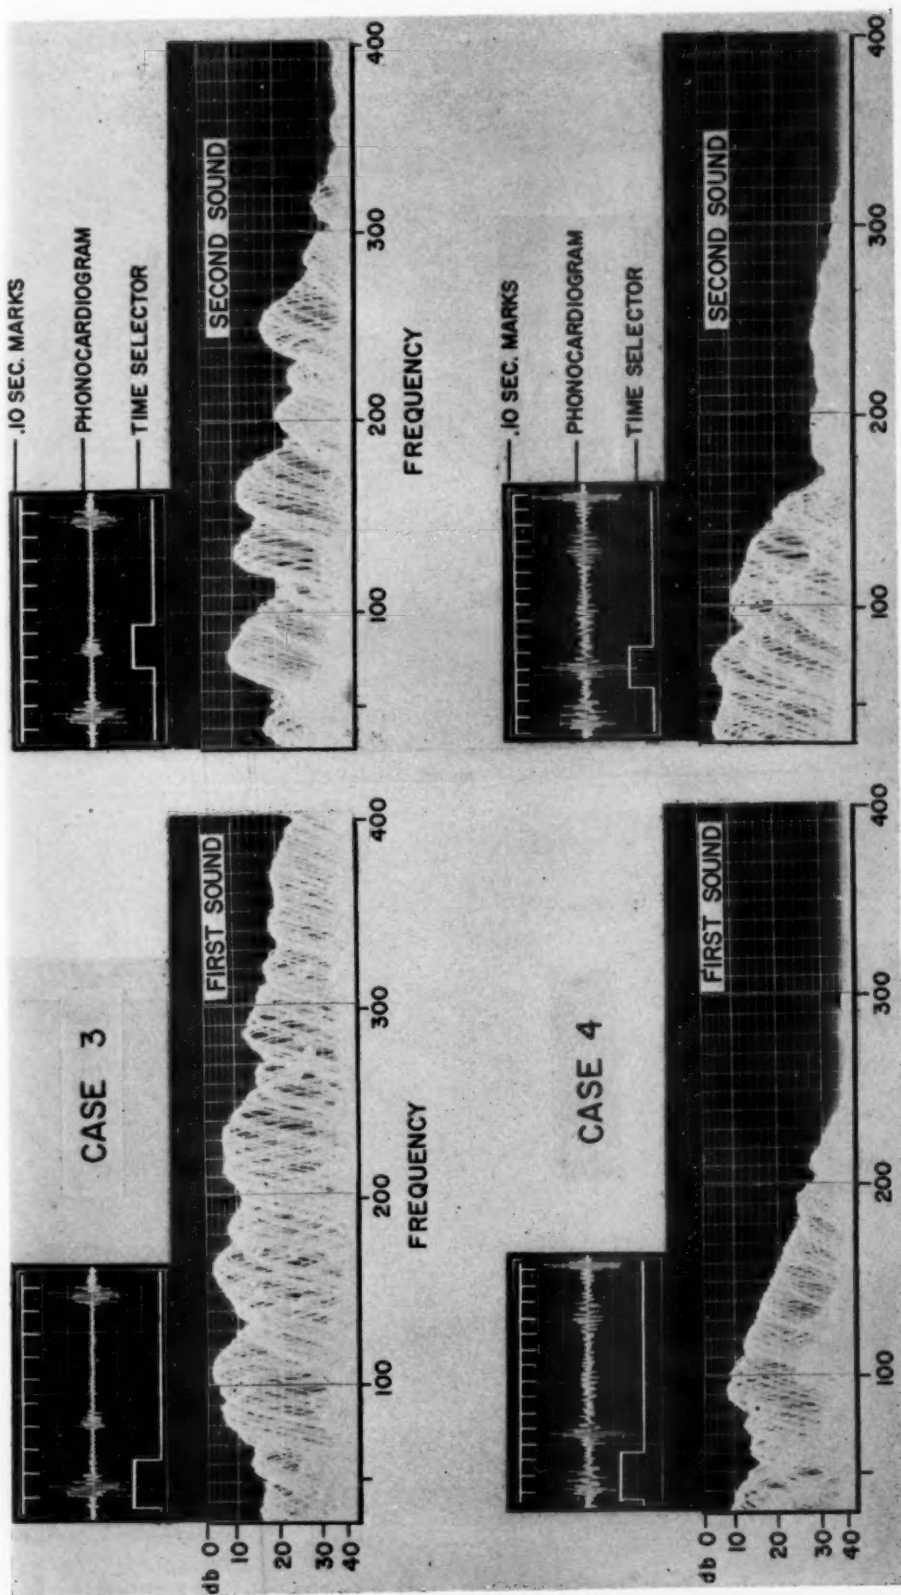 CASE 3
.10 SEC. MARKS
PHONOCARDIOGRAM
TIME SELECTOR
FIRST SOUND
SECOND SOUND
db 0
10
20
30
40
100 200 300 400
100 200 300 400
FREQUENCY
FREQUENCY
CASE 4
.10 SEC. MARKS
PHONOCARDIOGRAM
TIME SELECTOR
FIRST SOUND
SECOND SOUND
db 0
10
20
30
40
100 200 300 400
100 200 300 400